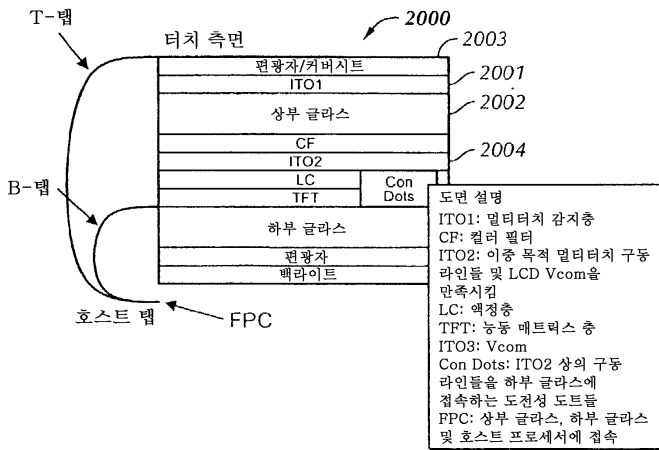 T-탭
터치 측면
2000
2003
편광자/커버시트
2001
ITO1
2002
상부 글라스
CF
2004
ITO2
B-탭
LC
Con
Dots
TFT
하부 글라스
편광자
백라이트
호스트 탭
FPC
도면 설명
ITO1: 멀티터치 감지층
CF: 컬러 필터
ITO2: 이중 목적 멀티터치 구동
라인들 및 LCD Vcom을
만족시킴
LC: 액정층
TFT: 능동 매트릭스 층
ITO3: Vcom
Con Dots: ITO2 상의 구동
라인들을 하부 글라스에
접속하는 도전성 도트들
FPC: 상부 글라스, 하부 글라스
및 호스트 프로세서에 접속